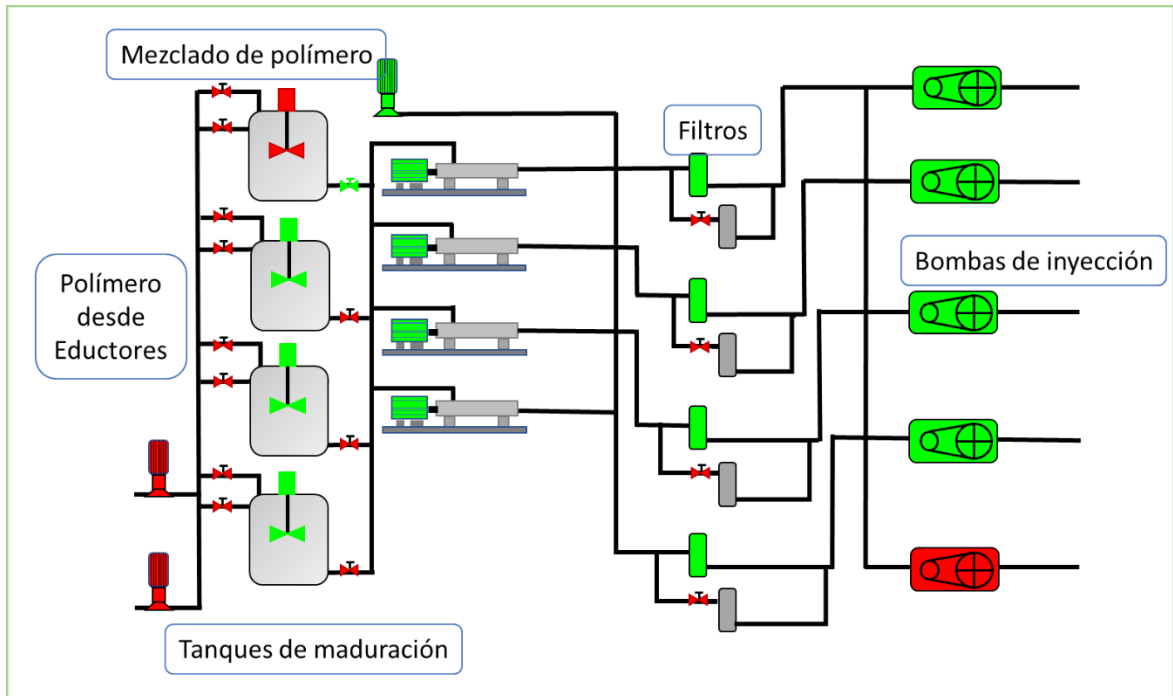 Mezclado de polímero
Filtros
Bombas de inyección
Polímero
desde
Eductores
Tanques de maduración